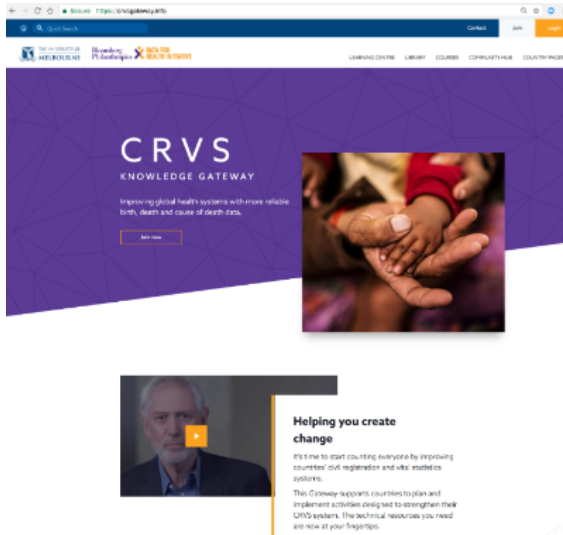 Secure https://crvsgateway.info
Quick Search
Contact Join Login
THE UNIVERSITY OF
MELBOURNE
Bloomberg
Philanthropies
DATA FOR
HEALTH INITIATIVE
LEARNING CENTRE LIBRARY COURSES COMMUNITY HUB COUNTRY PAGES
CRVS
KNOWLEDGE GATEWAY
Improving global health systems with more reliable
birth, death and cause of death data.
Join now
Helping you create
change
It's time to start counting everyone by improving
countries' civil registration and vital statistics
systems.
This Gateway supports countries to plan and
implement activities designed to strengthen their
CRVS system. The technical resources you need
are now at your fingertips.